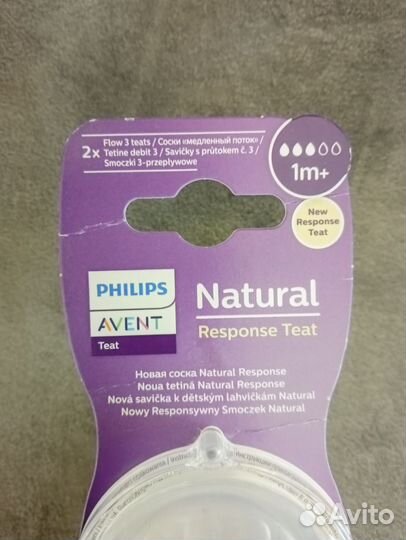 2x
Flow 3 teats / Соски «медленный поток» /
Tetine debit 3 / Savičky s průtokem č. 3 /
Smoczki 3-przepływowe
1m+
New
Response
Teat
PHILIPS
AVENT
Teat
Natural
Response Teat
Новая соска Natural Response
Noua tetină Natural Response
Nová savička k dětským lahvičkám Natural
Nowy Responsywny Smoczek Natural
Avito